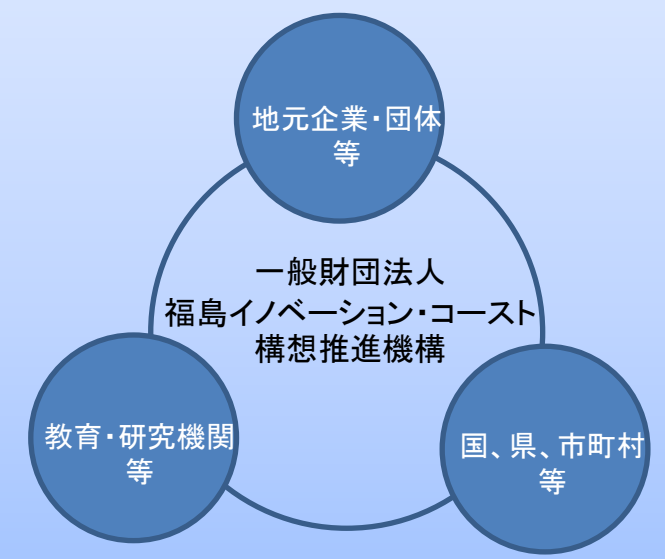 地元企業・団体
等
一般財団法人
福島イノベーション・コースト
構想推進機構
教育・研究機関
等
国、県、市町村
等